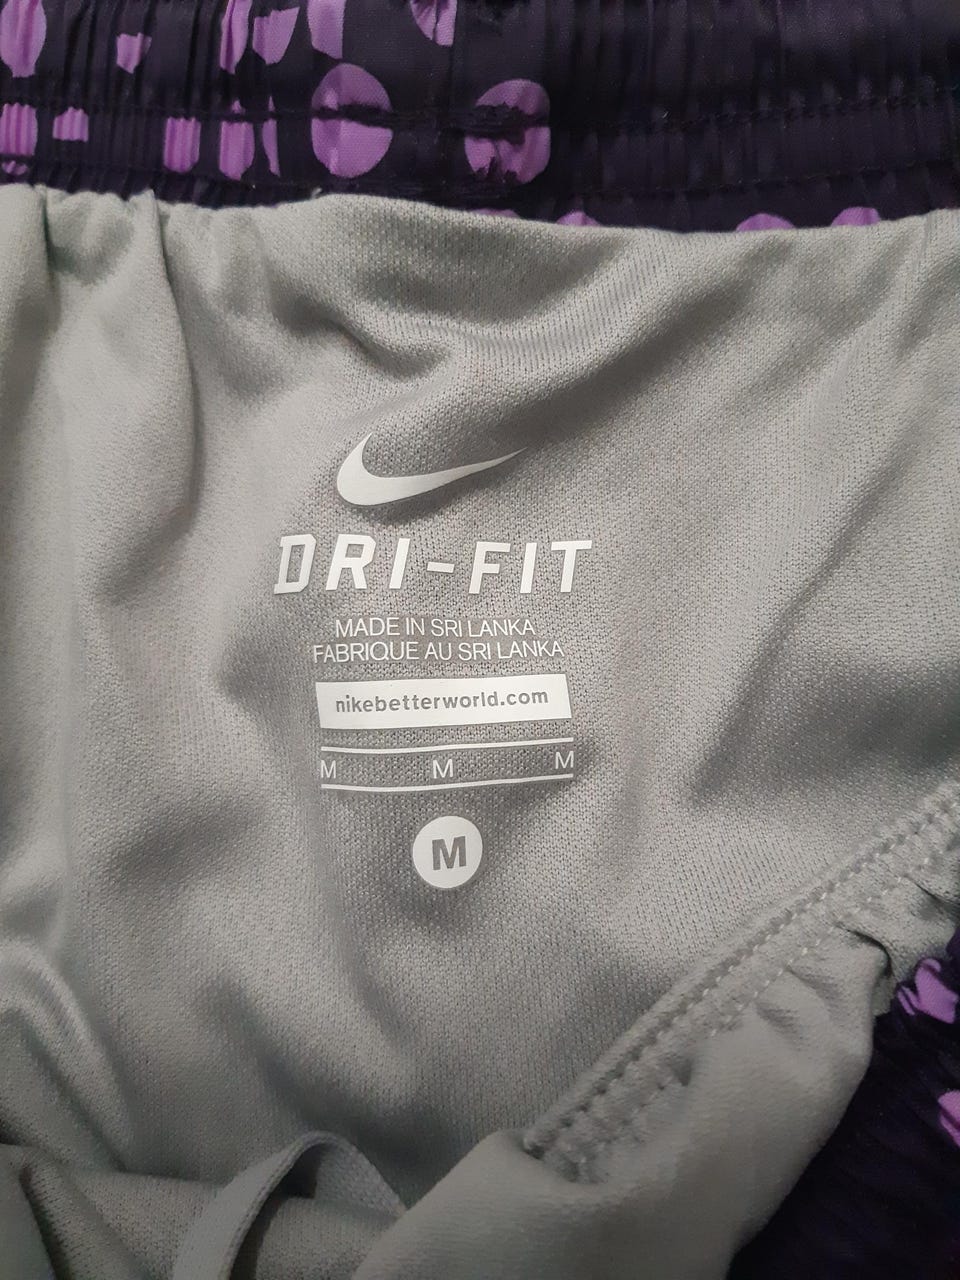 DRI-FIT
MADE IN SRI LANKA
FABRIQUE AU SRI LANKA
nikebetterworld.com
M M M
M